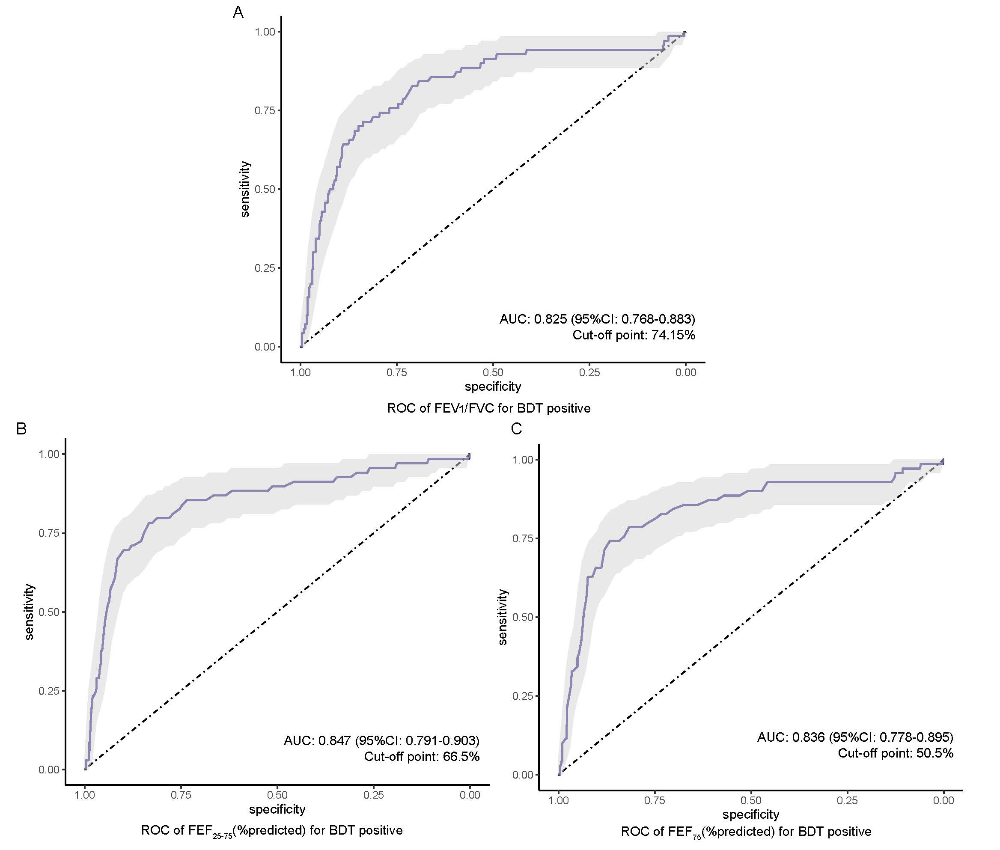 A
1.00
0.75
0.50
0.25
0.00
sensitivity
AUC: 0.825 (95%CI: 0.768-0.883)
Cut-off point: 74.15%
1.00 0.75 0.50 0.25 0.00
specificity
ROC of FEV1/FVC for BDT positive
B
1.00
0.75
0.50
0.25
0.00
sensitivity
AUC: 0.847 (95%CI: 0.791-0.903)
Cut-off point: 66.5%
1.00 0.75 0.50 0.25 0.00
specificity
ROC of FEF25-75(%predicted) for BDT positive
C
1.00
0.75
0.50
0.25
0.00
sensitivity
AUC: 0.836 (95%CI: 0.778-0.895)
Cut-off point: 50.5%
1.00 0.75 0.50 0.25 0.00
specificity
ROC of FEF75(%predicted) for BDT positive